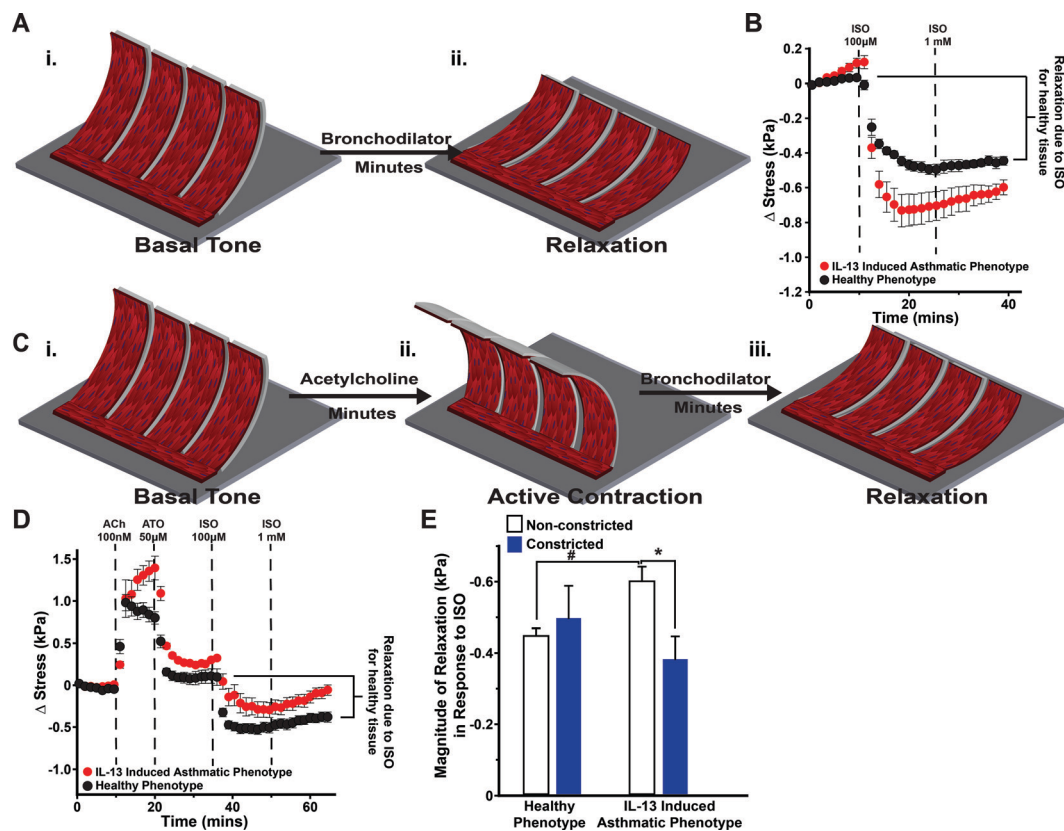 A
i.
ii.
Bronchodilator
Minutes
Basal Tone
Relaxation
B
ISO
100µM
ISO
1 mM
0.2
0
-0.2
-0.4
-0.6
-0.8
-1.0
-1.2
Δ Stress (kPa)
IL-13 Induced Asthmatic Phenotype
Healthy Phenotype
0
20
40
Time (mins)
Relaxation due to ISO
for healthy
tissue
C
i.
ii.
iii.
Acetylcholine
Minutes
Bronchodilator
Minutes
Basal Tone
Active Contraction
Relaxation
D
ACh
100nM
ATO
50µM
ISO
100µM
ISO
1 mM
1.5
1.0
0.5
0
-0.5
-1.0
Δ Stress (kPa)
IL-13 Induced Asthmatic Phenotype
Healthy Phenotype
0
20
40
60
Time (mins)
Relaxation due to ISO
for healthy tissue
E
Non-constricted
Constricted
#
*
-0.6
-0.4
-0.2
0
Magnitude of Relaxation (kPa)
in Response to ISO
Healthy
Phenotype
IL-13 Induced
Asthmatic Phenotype